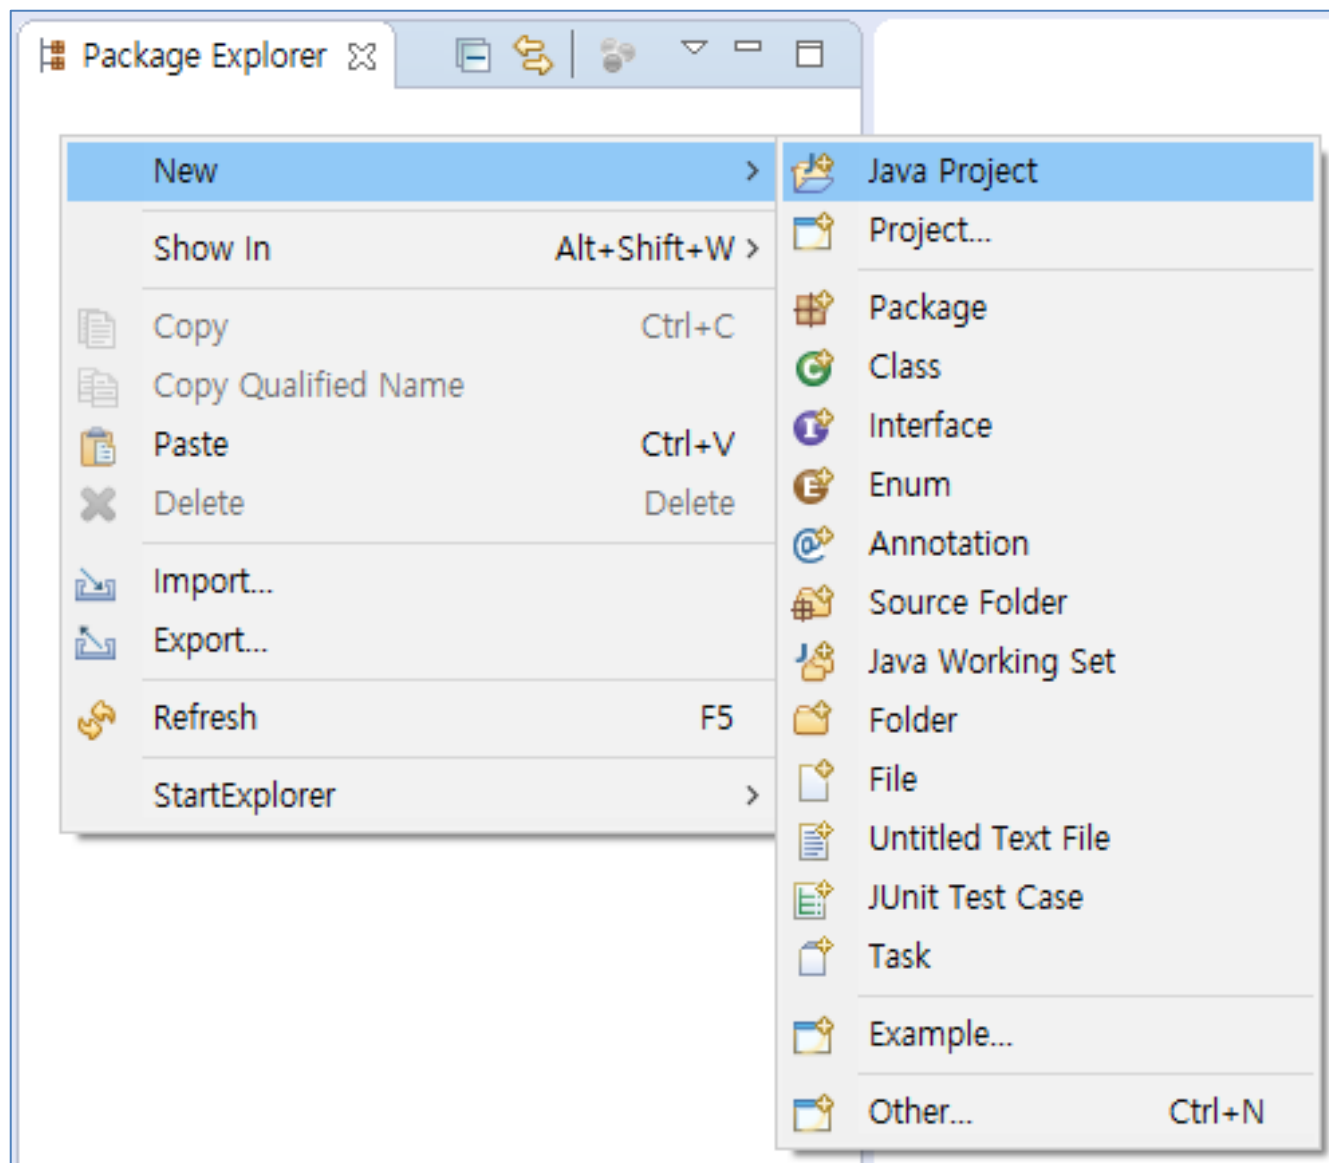 Package Explorer
New
Show In Alt+Shift+W
Copy Ctrl+C
Copy Qualified Name
Paste Ctrl+V
Delete Delete
Import...
Export...
Refresh F5
StartExplorer
Java Project
Project...
Package
Class
Interface
Enum
Annotation
Source Folder
Java Working Set
Folder
File
Untitled Text File
JUnit Test Case
Task
Example...
Other... Ctrl+N